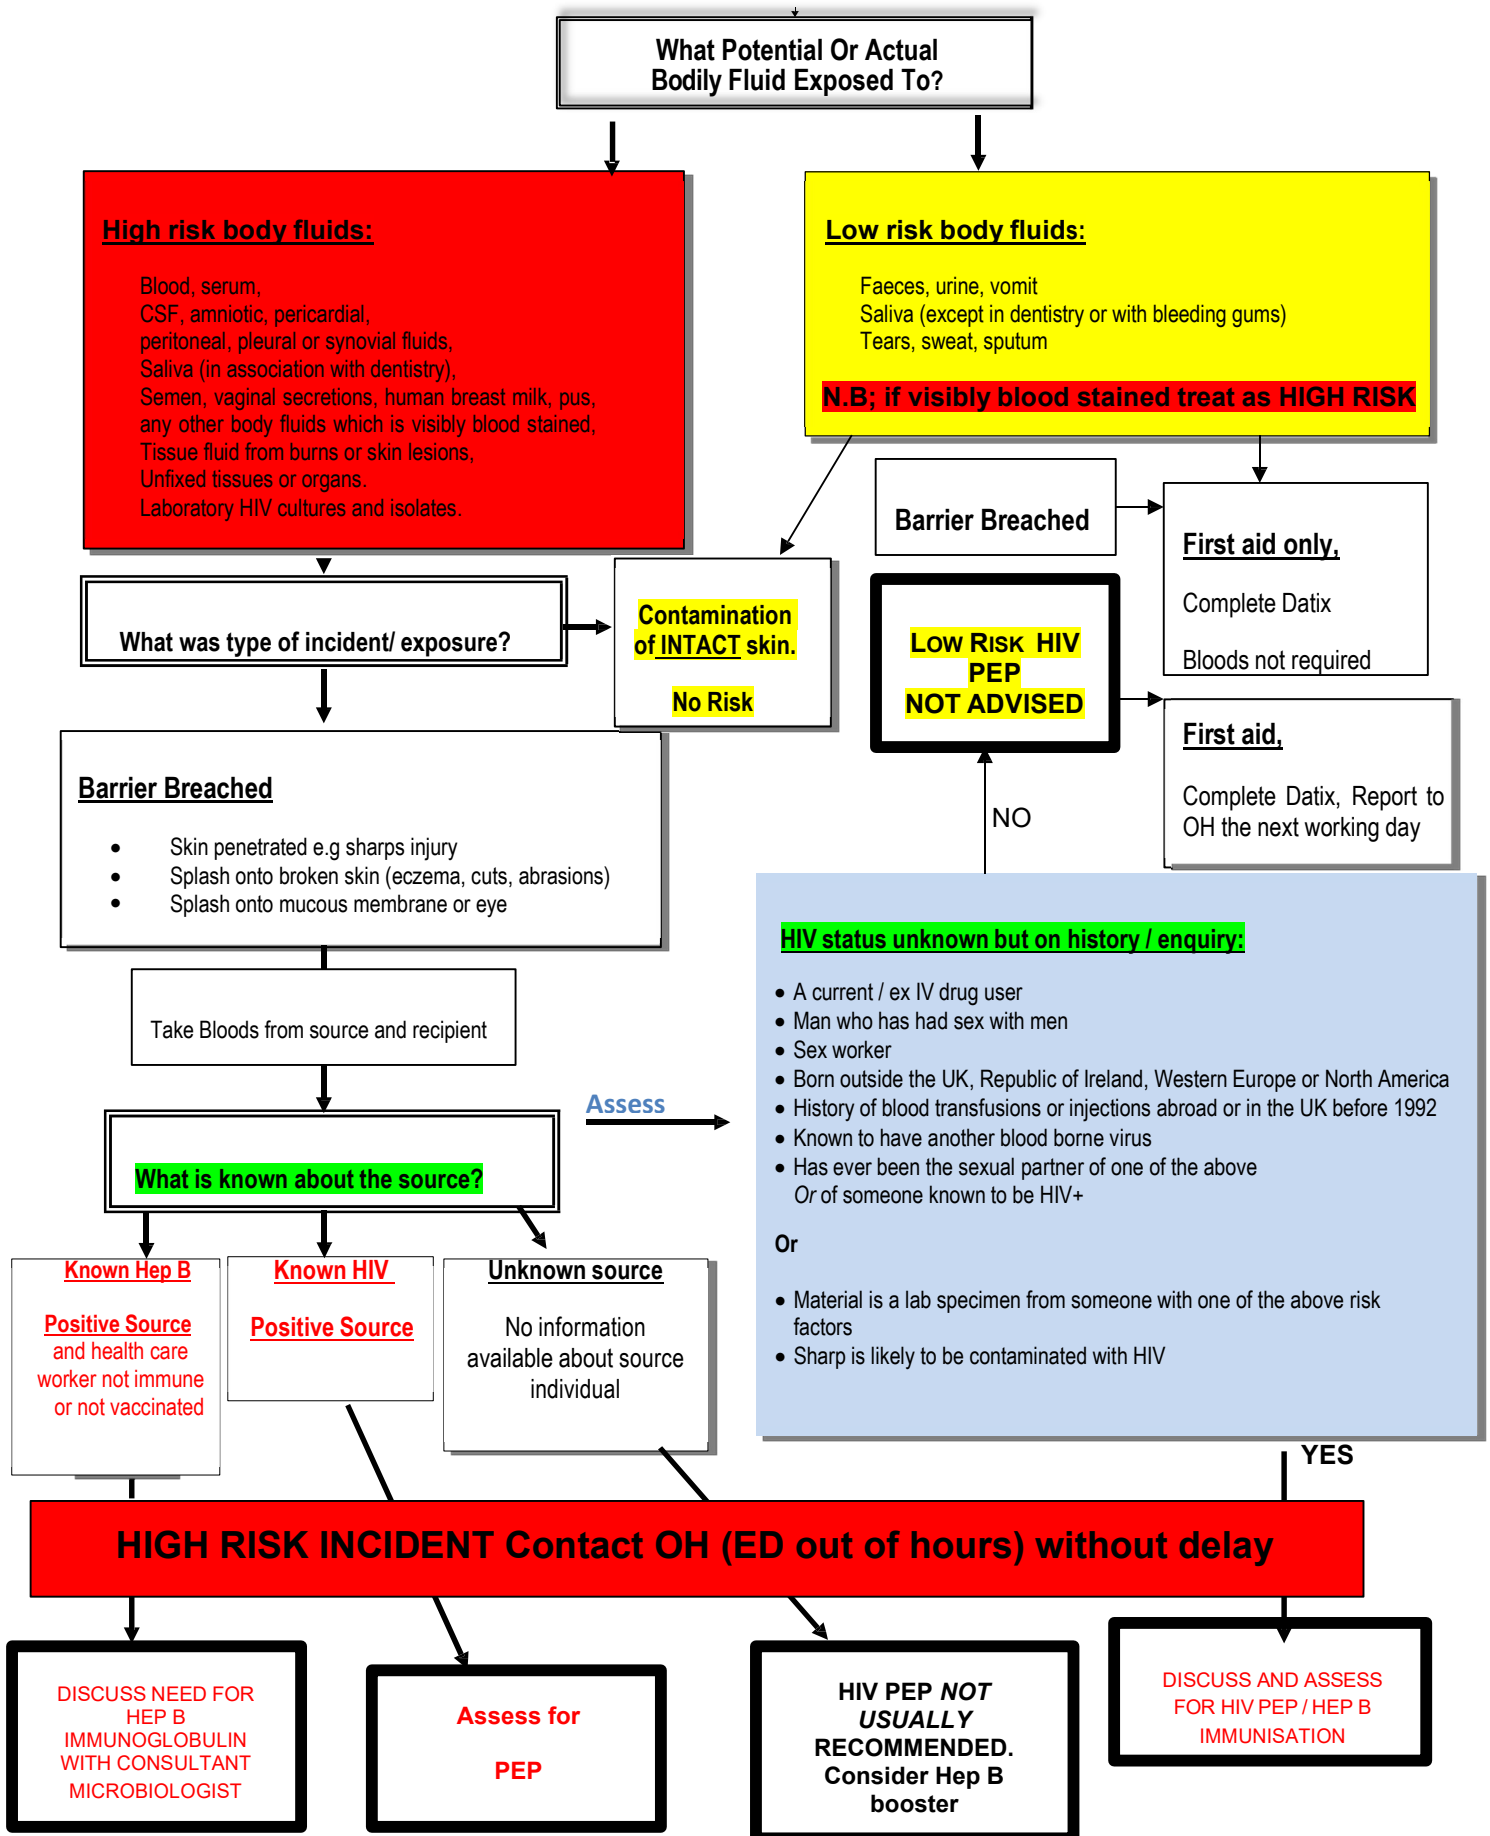 What Potential Or Actual
Bodily Fluid Exposed To?
High risk body fluids:
Blood, serum,
CSF, amniotic, pericardial,
peritoneal, pleural or synovial fluids,
Saliva (in association with dentistry),
Semen, vaginal secretions, human breast milk, pus,
any other body fluids which is visibly blood stained,
Tissue fluid from burns or skin lesions,
Unfixed tissues or organs.
Laboratory HIV cultures and isolates.
Low risk body fluids:
Faeces, urine, vomit
Saliva (except in dentistry or with bleeding gums)
Tears, sweat, sputum
N.B; if visibly blood stained treat as HIGH RISK
Barrier Breached
First aid only,
Complete Datix
Bloods not required
What was type of incident/ exposure?
Contamination
of INTACT skin.
No Risk
LOW RISK HIV
PEP
NOT ADVISED
First aid,
Complete Datix, Report to
OH the next working day
Barrier Breached
• Skin penetrated e.g sharps injury
• Splash onto broken skin (eczema, cuts, abrasions)
• Splash onto mucous membrane or eye
NO
Take Bloods from source and recipient
Assess
What is known about the source?
HIV status unknown but on history / enquiry:
• A current / ex IV drug user
• Man who has had sex with men
• Sex worker
• Born outside the UK, Republic of Ireland, Western Europe or North America
• History of blood transfusions or injections abroad or in the UK before 1992
• Known to have another blood borne virus
• Has ever been the sexual partner of one of the above
Or of someone known to be HIV+
Or
• Material is a lab specimen from someone with one of the above risk
factors
• Sharp is likely to be contaminated with HIV
Known Hep B
Positive Source
and health care
worker not immune
or not vaccinated
Known HIV
Positive Source
Unknown source
No information
available about source
individual
YES
HIGH RISK INCIDENT Contact OH (ED out of hours) without delay
DISCUSS NEED FOR
HEP B
IMMUNOGLOBULIN
WITH CONSULTANT
MICROBIOLOGIST
Assess for
PEP
HIV PEP NOT
USUALLY
RECOMMENDED.
Consider Hep B
booster
DISCUSS AND ASSESS
FOR HIV PEP / HEP B
IMMUNISATION